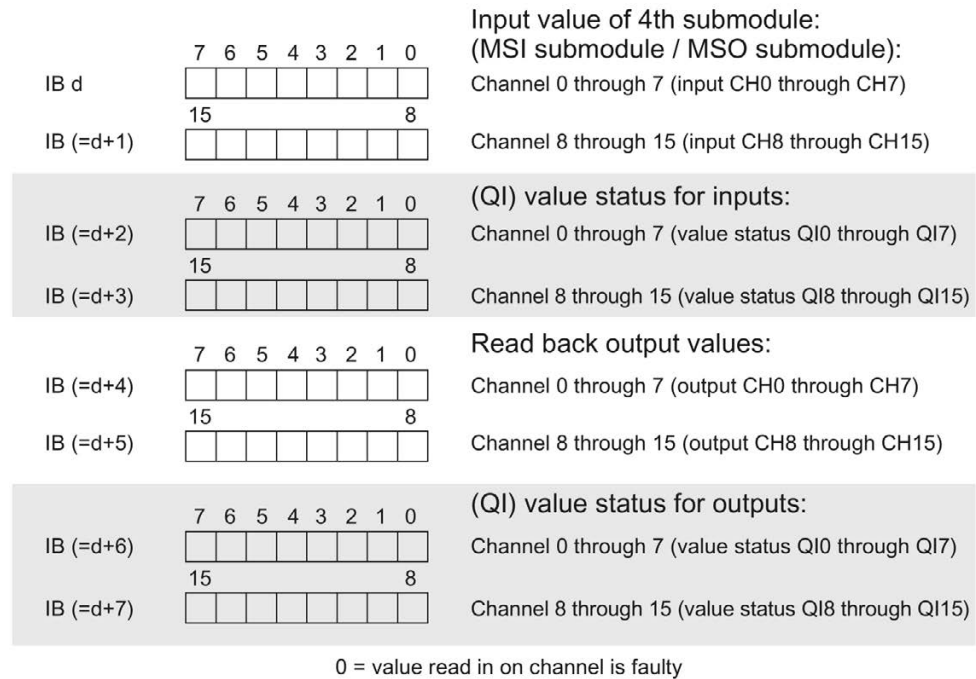 Input value of 4th submodule:
7 6 5 4 3 2 1 0 (MSI submodule / MSO submodule):
IB d Channel 0 through 7 (input CH0 through CH7)
15 8
IB (=d+1) Channel 8 through 15 (input CH8 through CH15)
(QI) value status for inputs:
7 6 5 4 3 2 1 0
IB (=d+2) Channel 0 through 7 (value status QI0 through QI7)
15 8
IB (=d+3) Channel 8 through 15 (value status QI8 through QI15)
Read back output values:
7 6 5 4 3 2 1 0
IB (=d+4) Channel 0 through 7 (output CH0 through CH7)
15 8
IB (=d+5) Channel 8 through 15 (output CH8 through CH15)
(QI) value status for outputs:
7 6 5 4 3 2 1 0
IB (=d+6) Channel 0 through 7 (value status QI0 through QI7)
15 8
IB (=d+7) Channel 8 through 15 (value status QI8 through QI15)
0 = value read in on channel is faulty